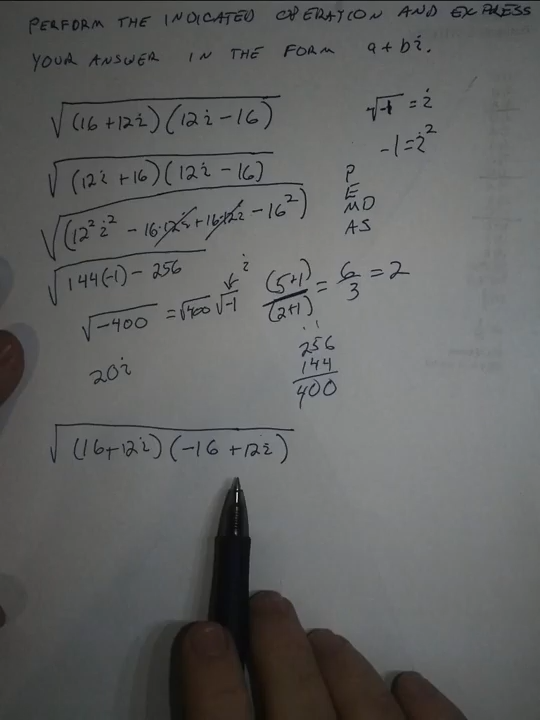 PERFORM THE INDICATED OPERATION AND EXPRESS
YOUR ANSWER IN THE FORM a + bi.
√(16 + 12i)(12i - 16)
√-1 = i
-1 = i²
√(12i + 16)(12i - 16)
P
E
MD
AS
√(12² i² - 16·12i + 16·12i - 16²)
√144(-1) - 256
i
√-400 = √400 √-1
(5+1)/(2+1) = 6/3 = 2
20i
256
144
400
√(16+12i)(-16 +12i)